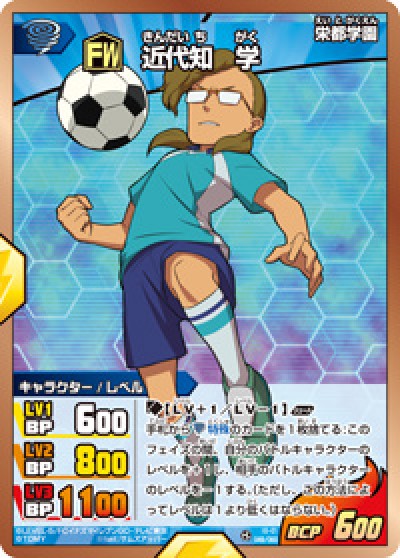 きんだいち がく
えいとがくえん
FW 近代知 学
栄都学園
キャラクター / レベル
LV1 BP 600
LV2 BP 800
LV3 BP 1100
【LV+1/LV-1】
手札から 特殊のカードを1枚捨てる:この
フェイズの間、自分のバトルキャラクターの
レベルを+1し、相手のバトルキャラクター
のレベルを-1する。(ただし、この方法によ
ってレベルは1より低くはならない。)
BCP 600
©TOMY